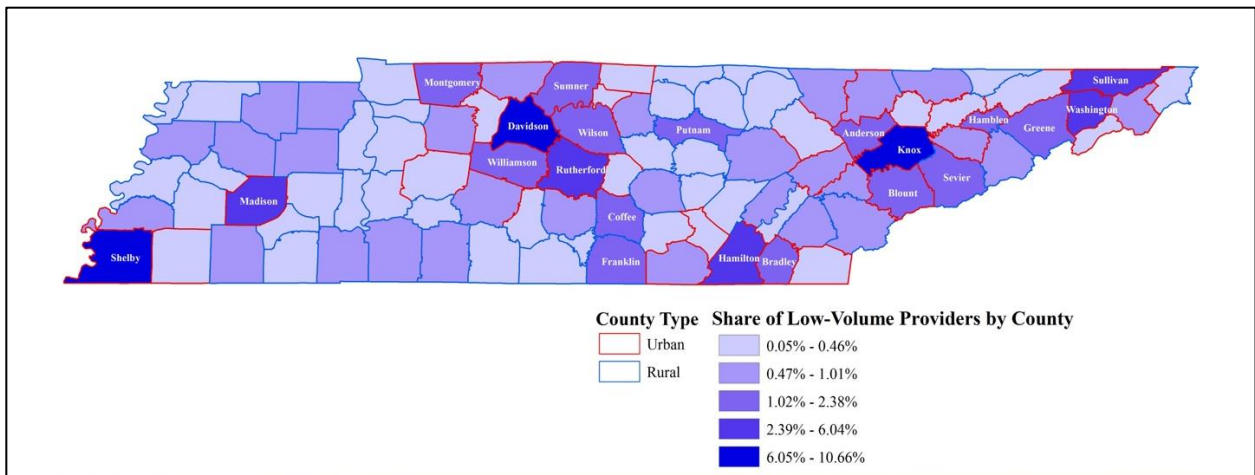 Montgomery
Sumner
Sullivan
Davidson
Wilson
Putnam
Anderson
Hamblen
Greene
Washington
Knox
Williamson
Rutherford
Blount
Sevier
Madison
Coffee
Shelby
Franklin
Hamilton
Bradley
County Type
Urban
Rural
Share of Low-Volume Providers by County
0.05% - 0.46%
0.47% - 1.01%
1.02% - 2.38%
2.39% - 6.04%
6.05% - 10.66%